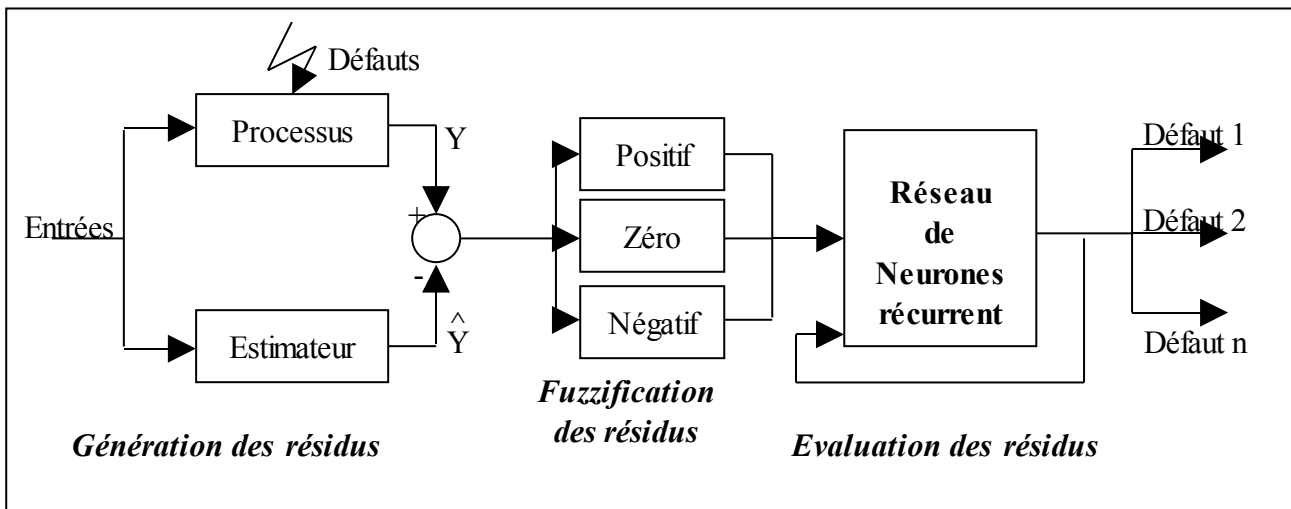 Défauts
Processus
Y
Entrées
+
-
Estimateur
^
Y
Génération des résidus
Positif
Zéro
Négatif
Fuzzification
des résidus
Réseau
de
Neurones
récurrent
Evaluation des résidus
Défaut 1
Défaut 2
Défaut n